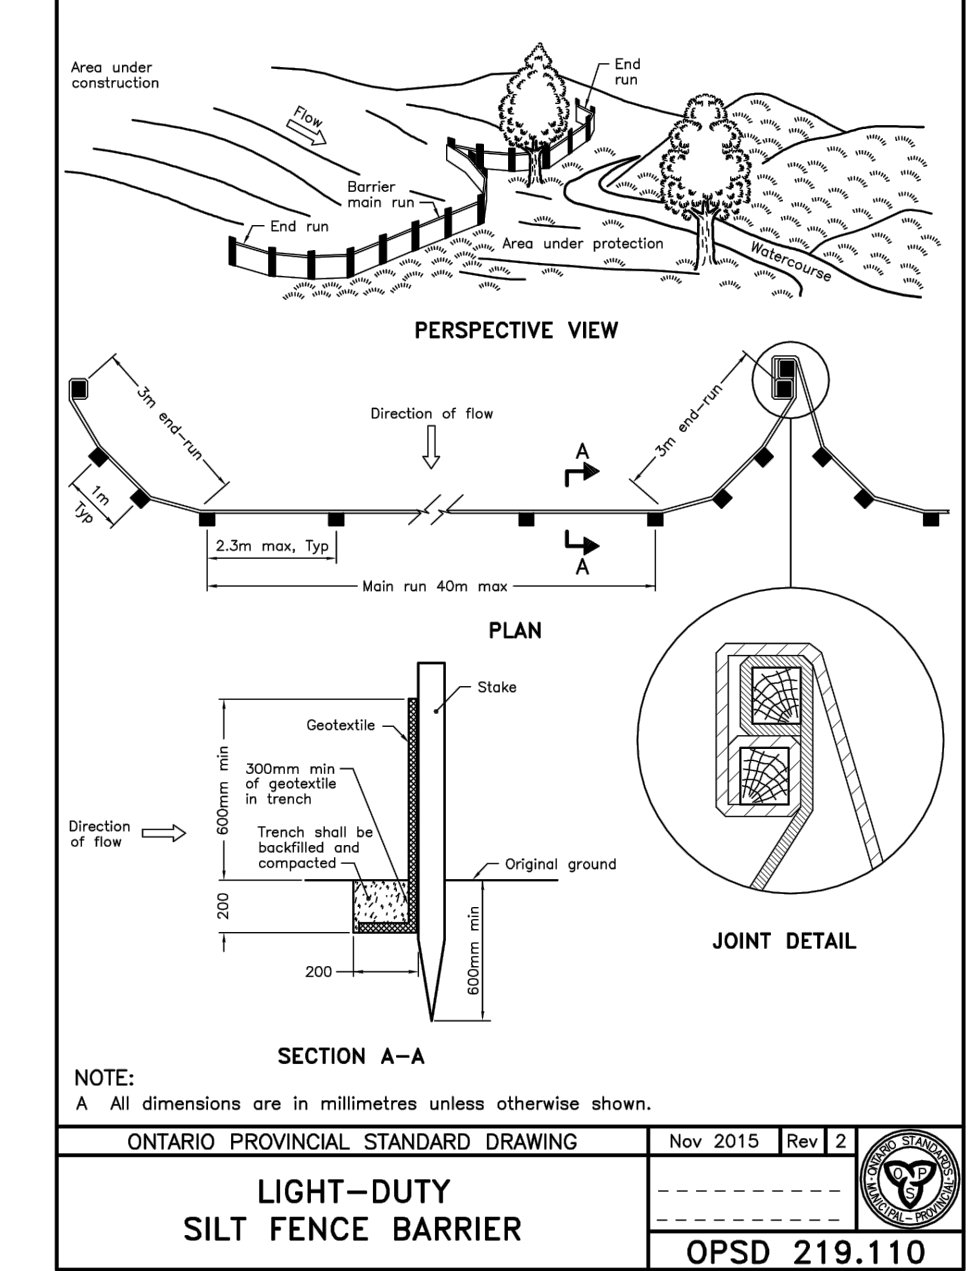 Area under
construction
Flow
End
run
Barrier
main run
End run
Area under protection
Watercourse
PERSPECTIVE VIEW
3m end-run
Direction of flow
3m end-run
1m
Typ
A
2.3m max, Typ
A
Main run 40m max
PLAN
Stake
Geotextile
600mm min
300mm min
of geotextile
in trench
Direction
of flow
Trench shall be
backfilled and
compacted
Original ground
200
600mm min
200
JOINT DETAIL
SECTION A-A
NOTE:
A All dimensions are in millimetres unless otherwise shown.
ONTARIO PROVINCIAL STANDARD DRAWING
Nov 2015 Rev 2
LIGHT-DUTY
SILT FENCE BARRIER
ONTARIO STANDARDS
MUNICIPAL - PROVINCIAL
O P
S
OPSD 219.110